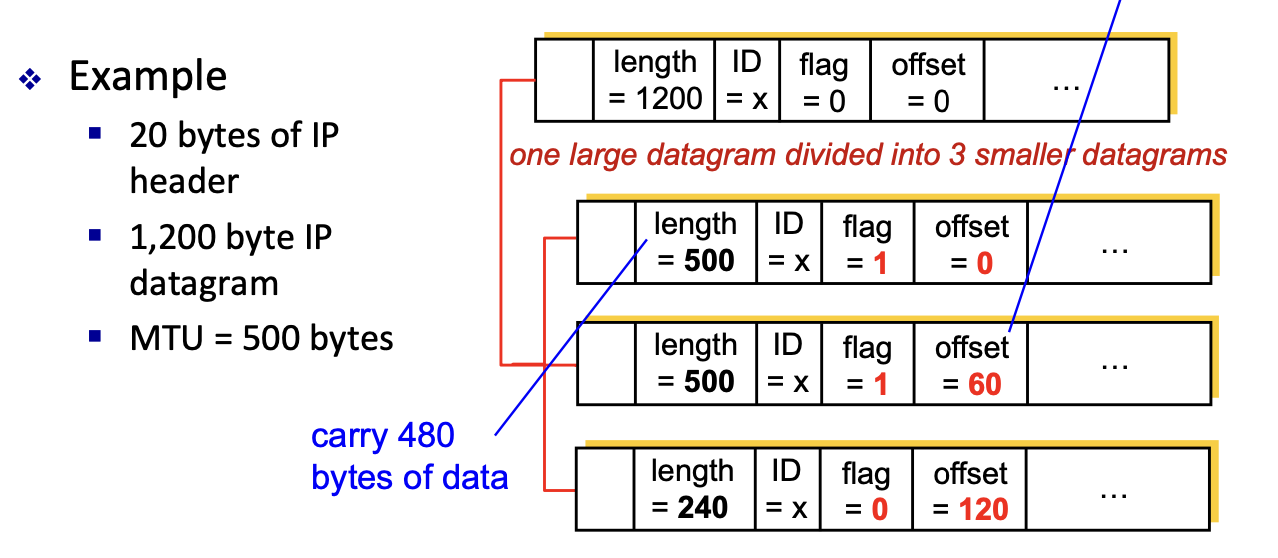 Example
20 bytes of IP
header
1,200 byte IP
datagram
MTU = 500 bytes
length ID flag offset
= 1200 = x = 0 = 0 ...
one large datagram divided into 3 smaller datagrams
length ID flag offset
= 500 = x = 1 = 0 ...
length ID flag offset
= 500 = x = 1 = 60 ...
carry 480
bytes of data
length ID flag offset
= 240 = x = 0 = 120 ...